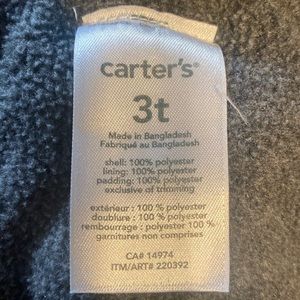 carter's®
3t
Made in Bangladesh
Fabriqué au Bangladesh
shell: 100% polyester
lining: 100% polyester
padding: 100% polyester
exclusive of trimming
extérieur : 100 % polyester
doublure : 100 % polyester
rembourrage : polyester 100 %
garnitures non comprises
CA# 14974
ITM/ART# 220392